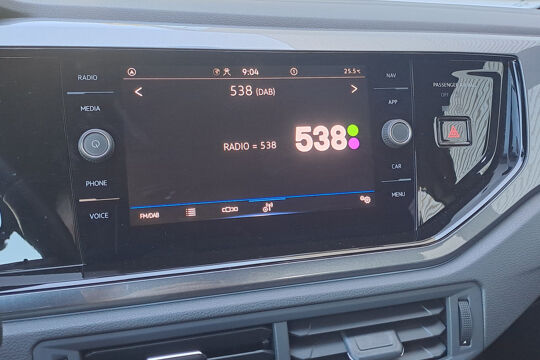 RADIO
MEDIA
PHONE
VOICE
9:04
25.5°C
538 (DAB)
RADIO = 538
538
FM/DAB
NAV
APP
CAR
MENU
PASSENGER
OFF